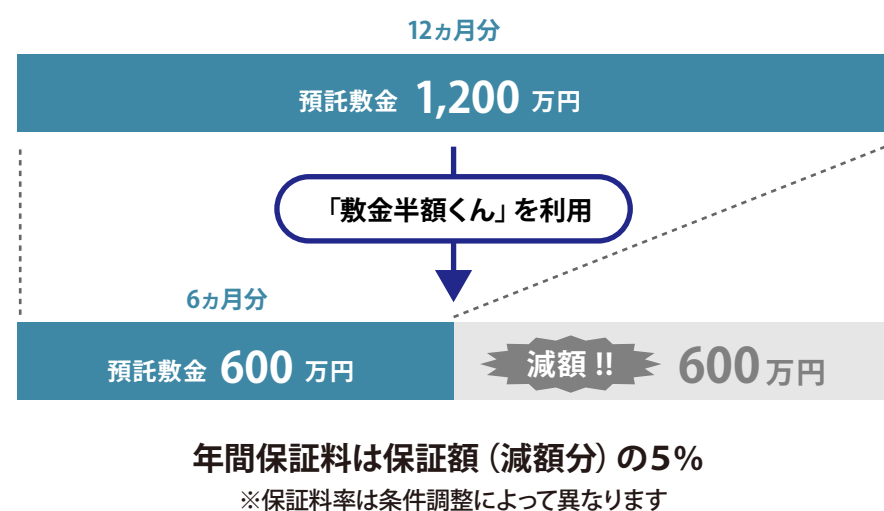 12ヵ月分
預託敷金 1,200 万円
「敷金半額くん」を利用
6ヵ月分
預託敷金 600 万円
減額!! 600万円
年間保証料は保証額(減額分)の5%
※保証料率は条件調整によって異なります